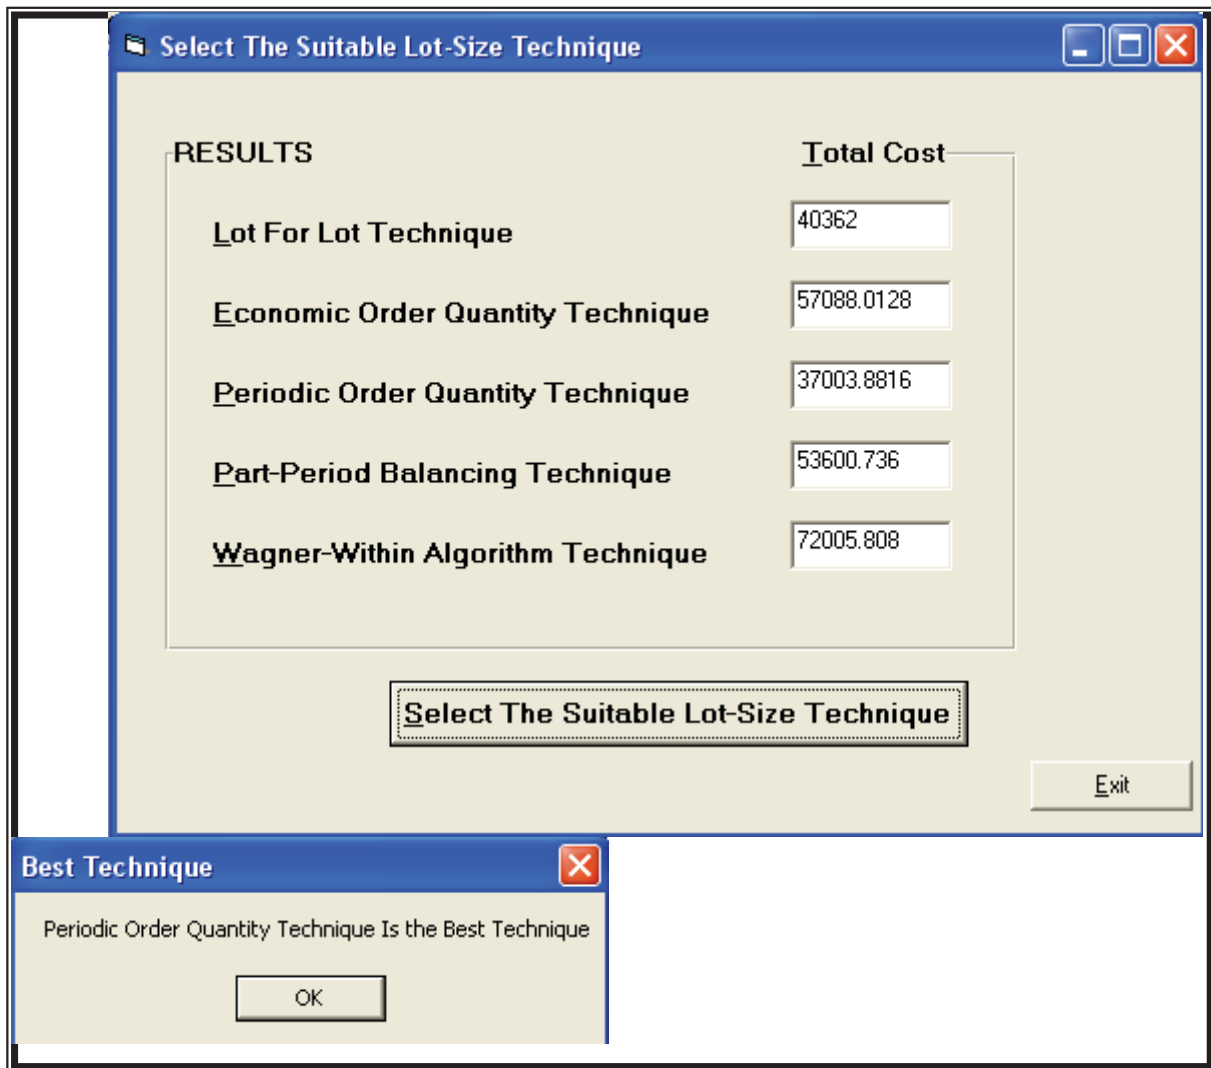 Select The Suitable Lot-Size Technique
RESULTS Total Cost
Lot For Lot Technique 40362
Economic Order Quantity Technique 57088.0128
Periodic Order Quantity Technique 37003.8816
Part-Period Balancing Technique 53600.736
Wagner-Within Algorithm Technique 72005.808
Select The Suitable Lot-Size Technique
Exit
Best Technique
Periodic Order Quantity Technique Is the Best Technique
OK